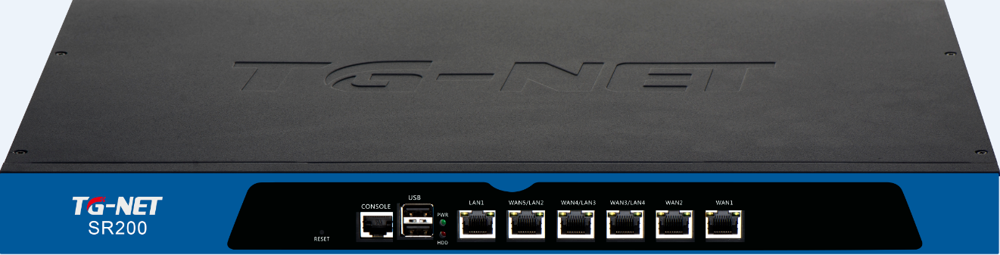 TG-NET
TG-NET
SR200
RESET
CONSOLE
USB
PWR
HDD
LAN1
WAN5/LAN2
WAN4/LAN3
WAN3/LAN4
WAN2
WAN1